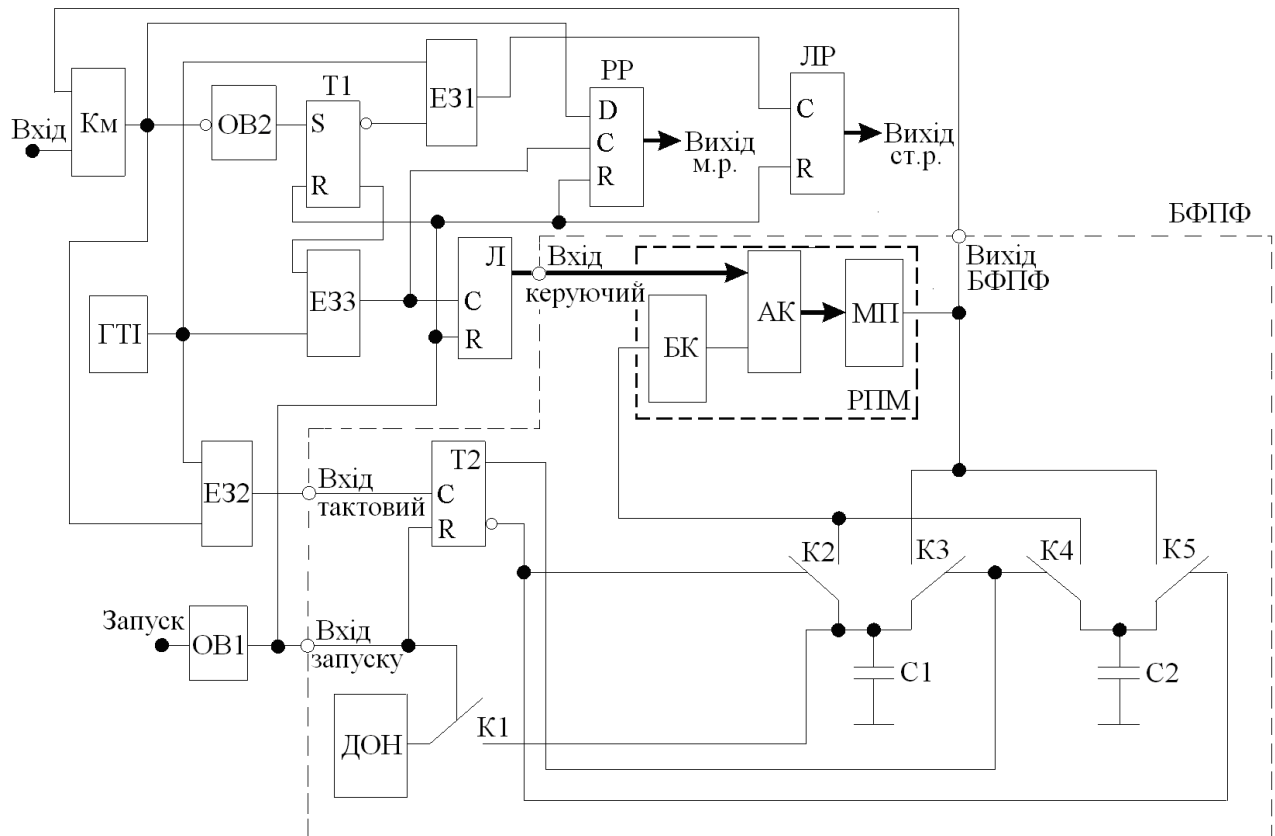 Вхід
Км
ОВ2
Т1
S
R
ЕЗ1
РР
D
C
R
Вихід
м.р.
ЛР
C
R
Вихід
ст.р.
БФПФ
ГТІ
ЕЗ3
Л
C
R
Вхід
керуючий
БК
АК
МП
РПМ
Вихід
БФПФ
ЕЗ2
Вхід
тактовий
Т2
C
R
К2
К3
К4
К5
Запуск
ОВ1
Вхід
запуску
ДОН
К1
С1
С2